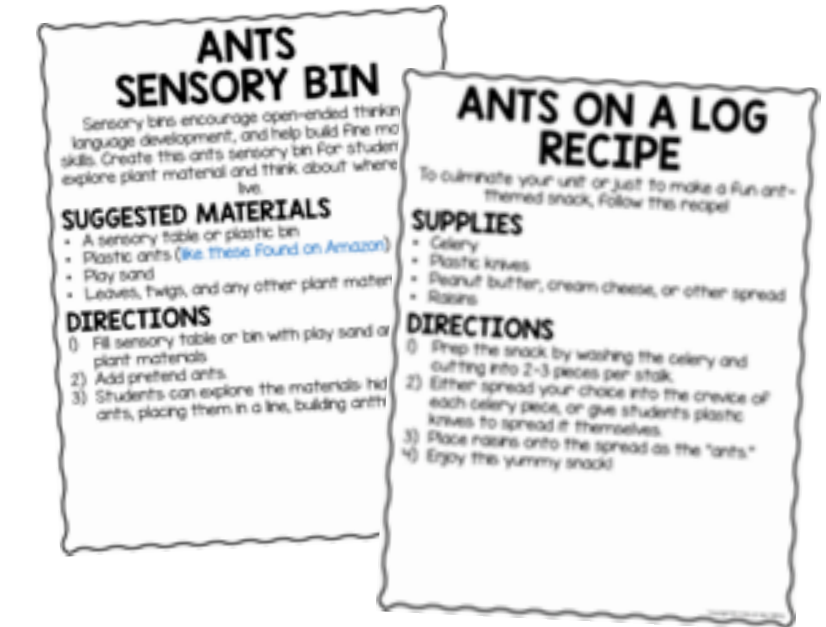 ANTS
SENSORY BIN
Sensory bins encourage open-ended thinkin
language development, and help build fine mo
skills. Create this ants sensory bin for studen
explore plant material and think about where
live.
SUGGESTED MATERIALS
• A sensory table or plastic bin
• Plastic ants (like these found on Amazon)
• Play sand
• Leaves, twigs, and any other plant mater
DIRECTIONS
1) Fill sensory table or bin with play sand a
plant materials
2) Add pretend ants.
3) Students can explore the materials: hid
ants, placing them in a line, building anth
ANTS ON A LOG
RECIPE
To culminate your unit or just to make a fun ant-
themed snack, follow this recipe!
SUPPLIES
• Celery
• Plastic knives
• Peanut butter, cream cheese, or other spread
• Raisins
DIRECTIONS
1) Prep the snack by washing the celery and
cutting into 2-3 pieces per stalk.
2) Either spread your choice into the crevice of
each celery piece, or give students plastic
knives to spread it themselves.
3) Place raisins onto the spread as the "ants."
4) Enjoy this yummy snack!